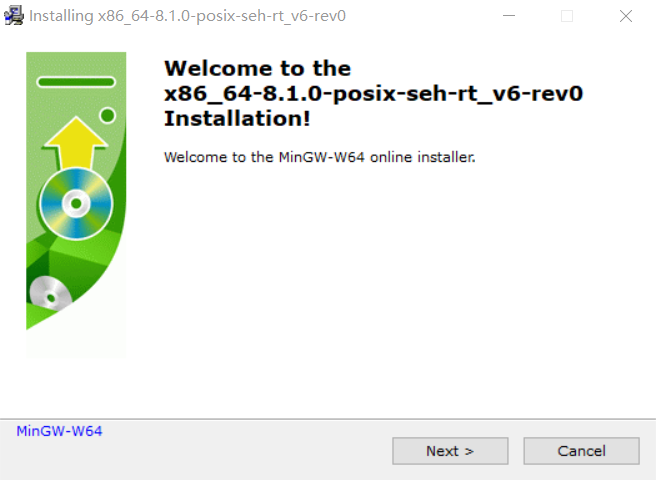 Installing x86_64-8.1.0-posix-seh-rt_v6-rev0
Welcome to the
x86_64-8.1.0-posix-seh-rt_v6-rev0
Installation!
Welcome to the MinGW-W64 online installer.
MinGW-W64
Next >
Cancel